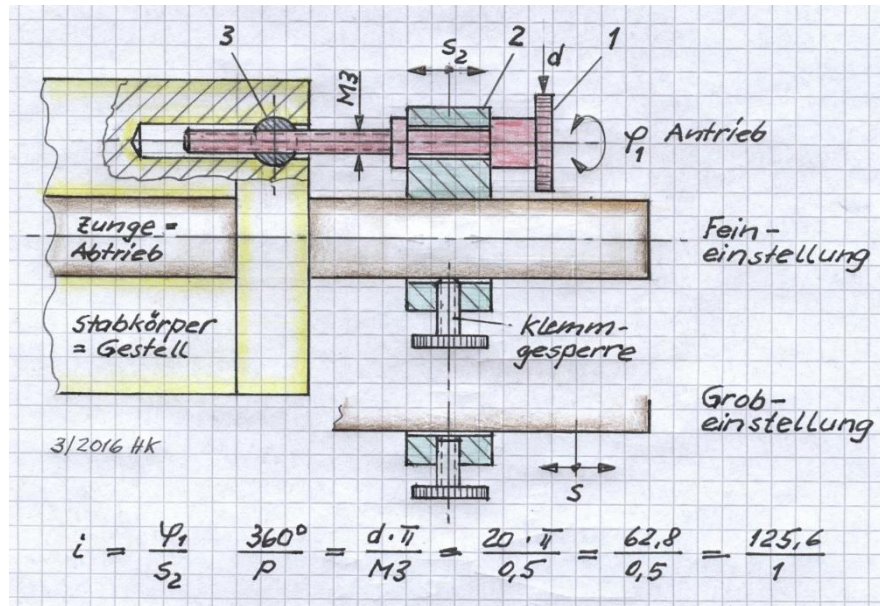 3
S₂
2
d
1
M3
φ₁ Antrieb
Zunge =
Abtrieb
Fein-
einstellung
Stabkörper
= Gestell
Klemm-
gesperre
Grob-
einstellung
3/2016 HK
S
i = φ₁/S₂ 360°/P = d·π/M3 = 20·π/0,5 = 62,8/0,5 = 125,6/1